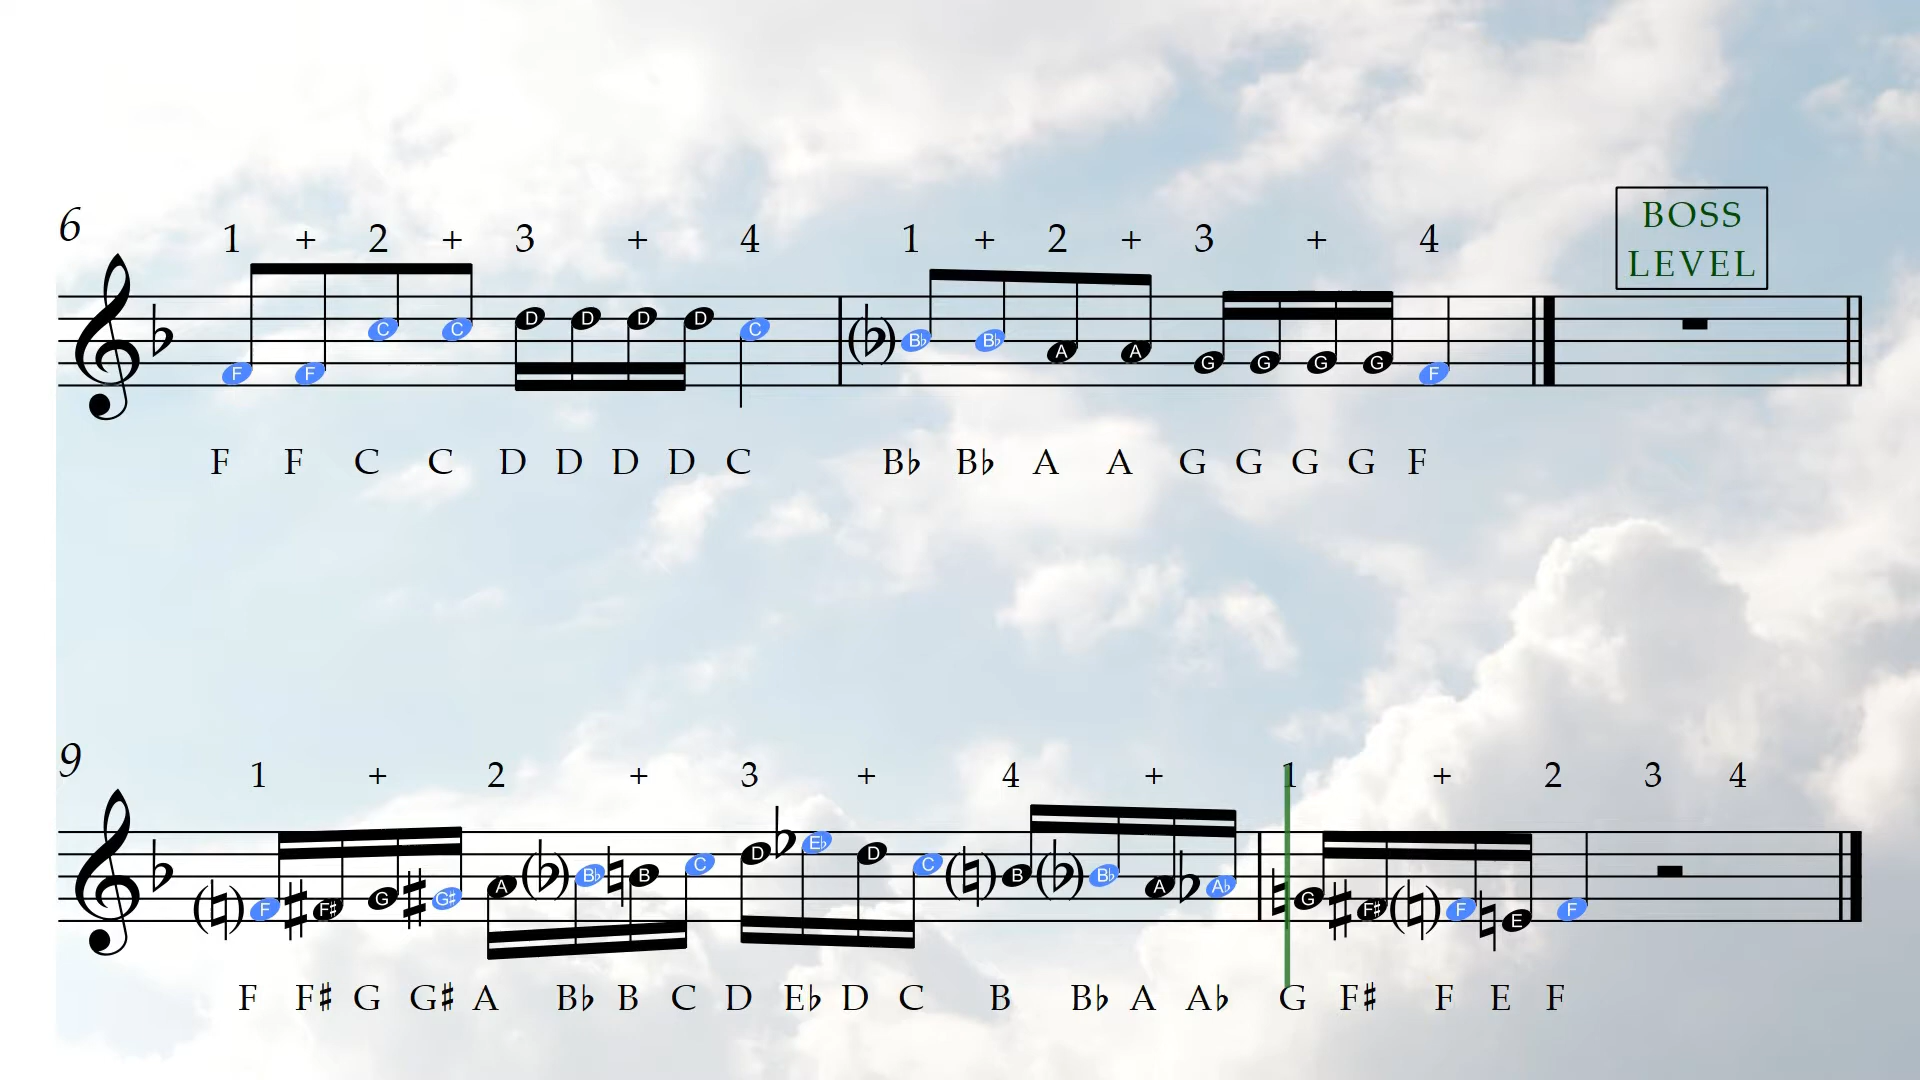 6
1 + 2 + 3 + 4 1 + 2 + 3 + 4
BOSS
LEVEL
F F C C D D D D C B♭ B♭ A A G G G G F
F F C C D D D D C B♭ B♭ A A G G G G F
9
1 + 2 + 3 + 4 + 1 + 2 3 4
F F♯ G G♯ A B♭ B C D E♭ D C B B♭ A A♭ G F♯ F E F
F F♯ G G♯ A B♭ B C D E♭ D C B B♭ A A♭ G F♯ F E F